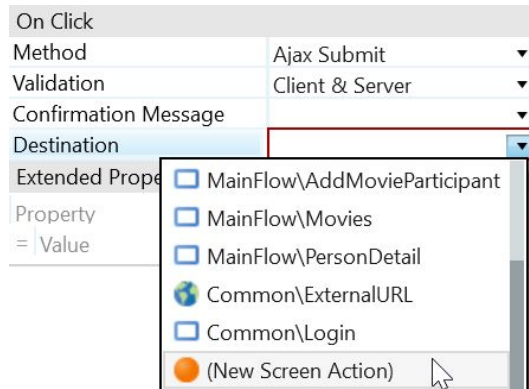 On Click
Method Ajax Submit
Validation Client & Server
Confirmation Message
Destination
Extended Prope
Property
= Value
MainFlow\AddMovieParticipant
MainFlow\Movies
MainFlow\PersonDetail
Common\ExternalURL
Common\Login
(New Screen Action)